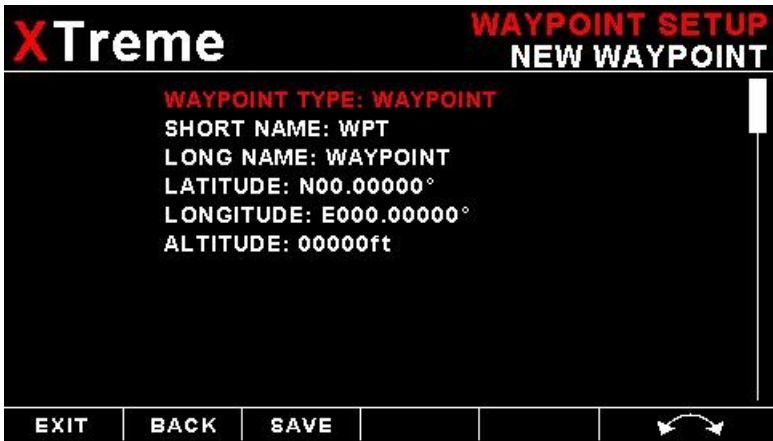 XTreme
WAYPOINT SETUP
NEW WAYPOINT
WAYPOINT TYPE: WAYPOINT
SHORT NAME: WPT
LONG NAME: WAYPOINT
LATITUDE: N00.00000°
LONGITUDE: E000.00000°
ALTITUDE: 00000ft
EXIT BACK SAVE